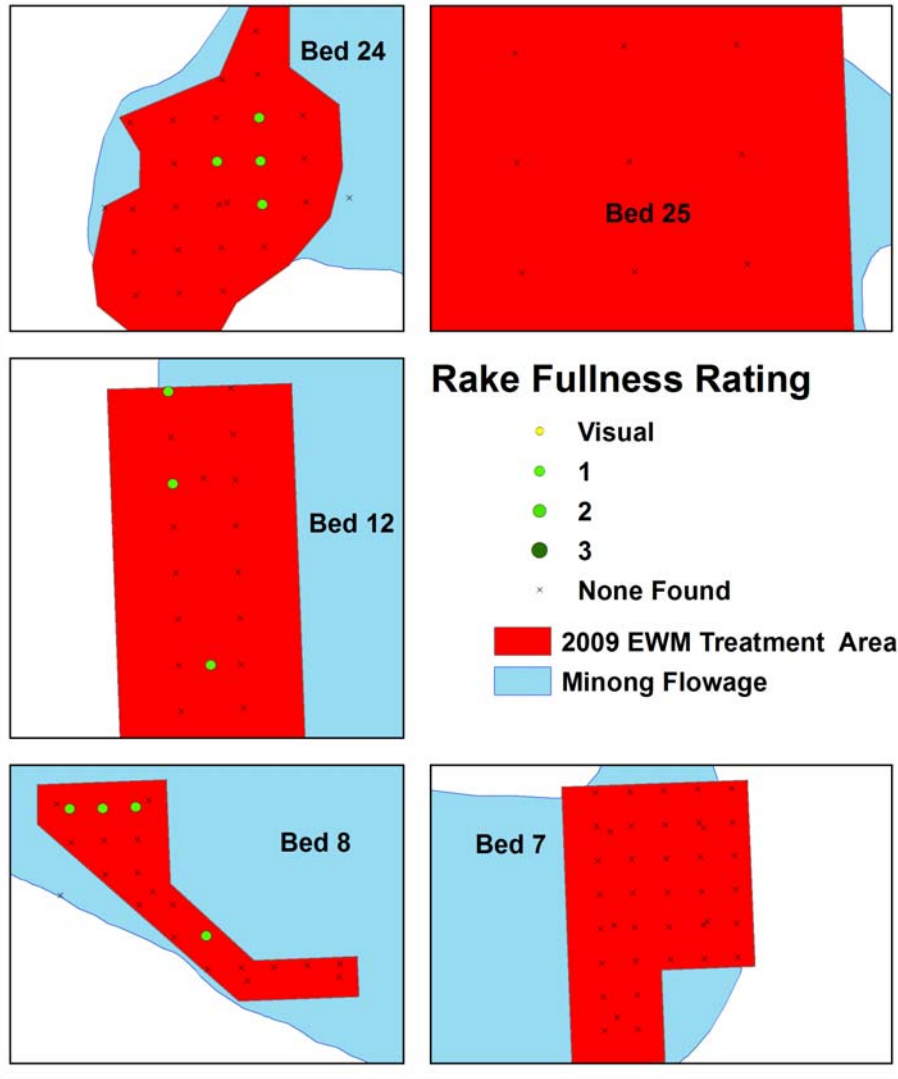 Bed 24
Bed 25
Rake Fullness Rating
Visual
1
2
3
None Found
2009 EWM Treatment Area
Minong Flowage
Bed 12
Bed 8
Bed 7